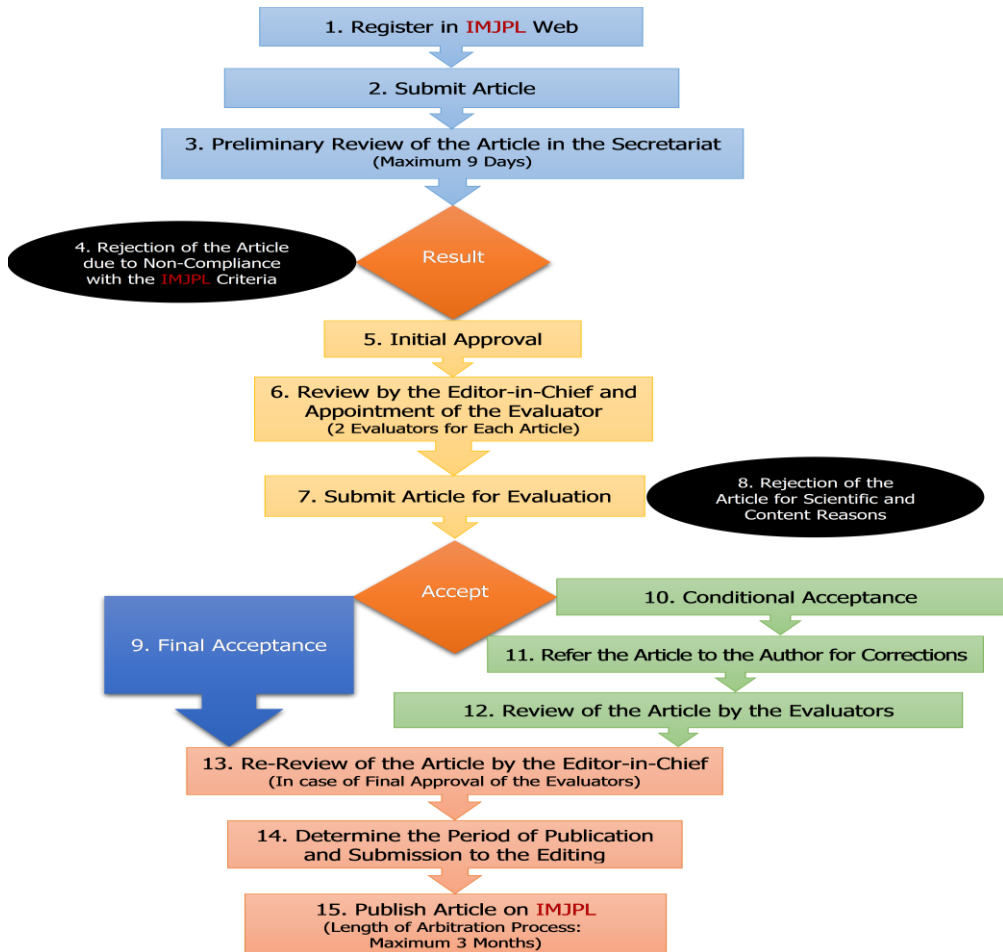 1. Register in IMJPL Web
2. Submit Article
3. Preliminary Review of the Article in the Secretariat
(Maximum 9 Days)
4. Rejection of the Article
due to Non-Compliance
with the IMJPL Criteria
Result
5. Initial Approval
6. Review by the Editor-in-Chief and
Appointment of the Evaluator
(2 Evaluators for Each Article)
7. Submit Article for Evaluation
8. Rejection of the
Article for Scientific and
Content Reasons
Accept
9. Final Acceptance
10. Conditional Acceptance
11. Refer the Article to the Author for Corrections
12. Review of the Article by the Evaluators
13. Re-Review of the Article by the Editor-in-Chief
(In case of Final Approval of the Evaluators)
14. Determine the Period of Publication
and Submission to the Editing
15. Publish Article on IMJPL
(Length of Arbitration Process:
Maximum 3 Months)